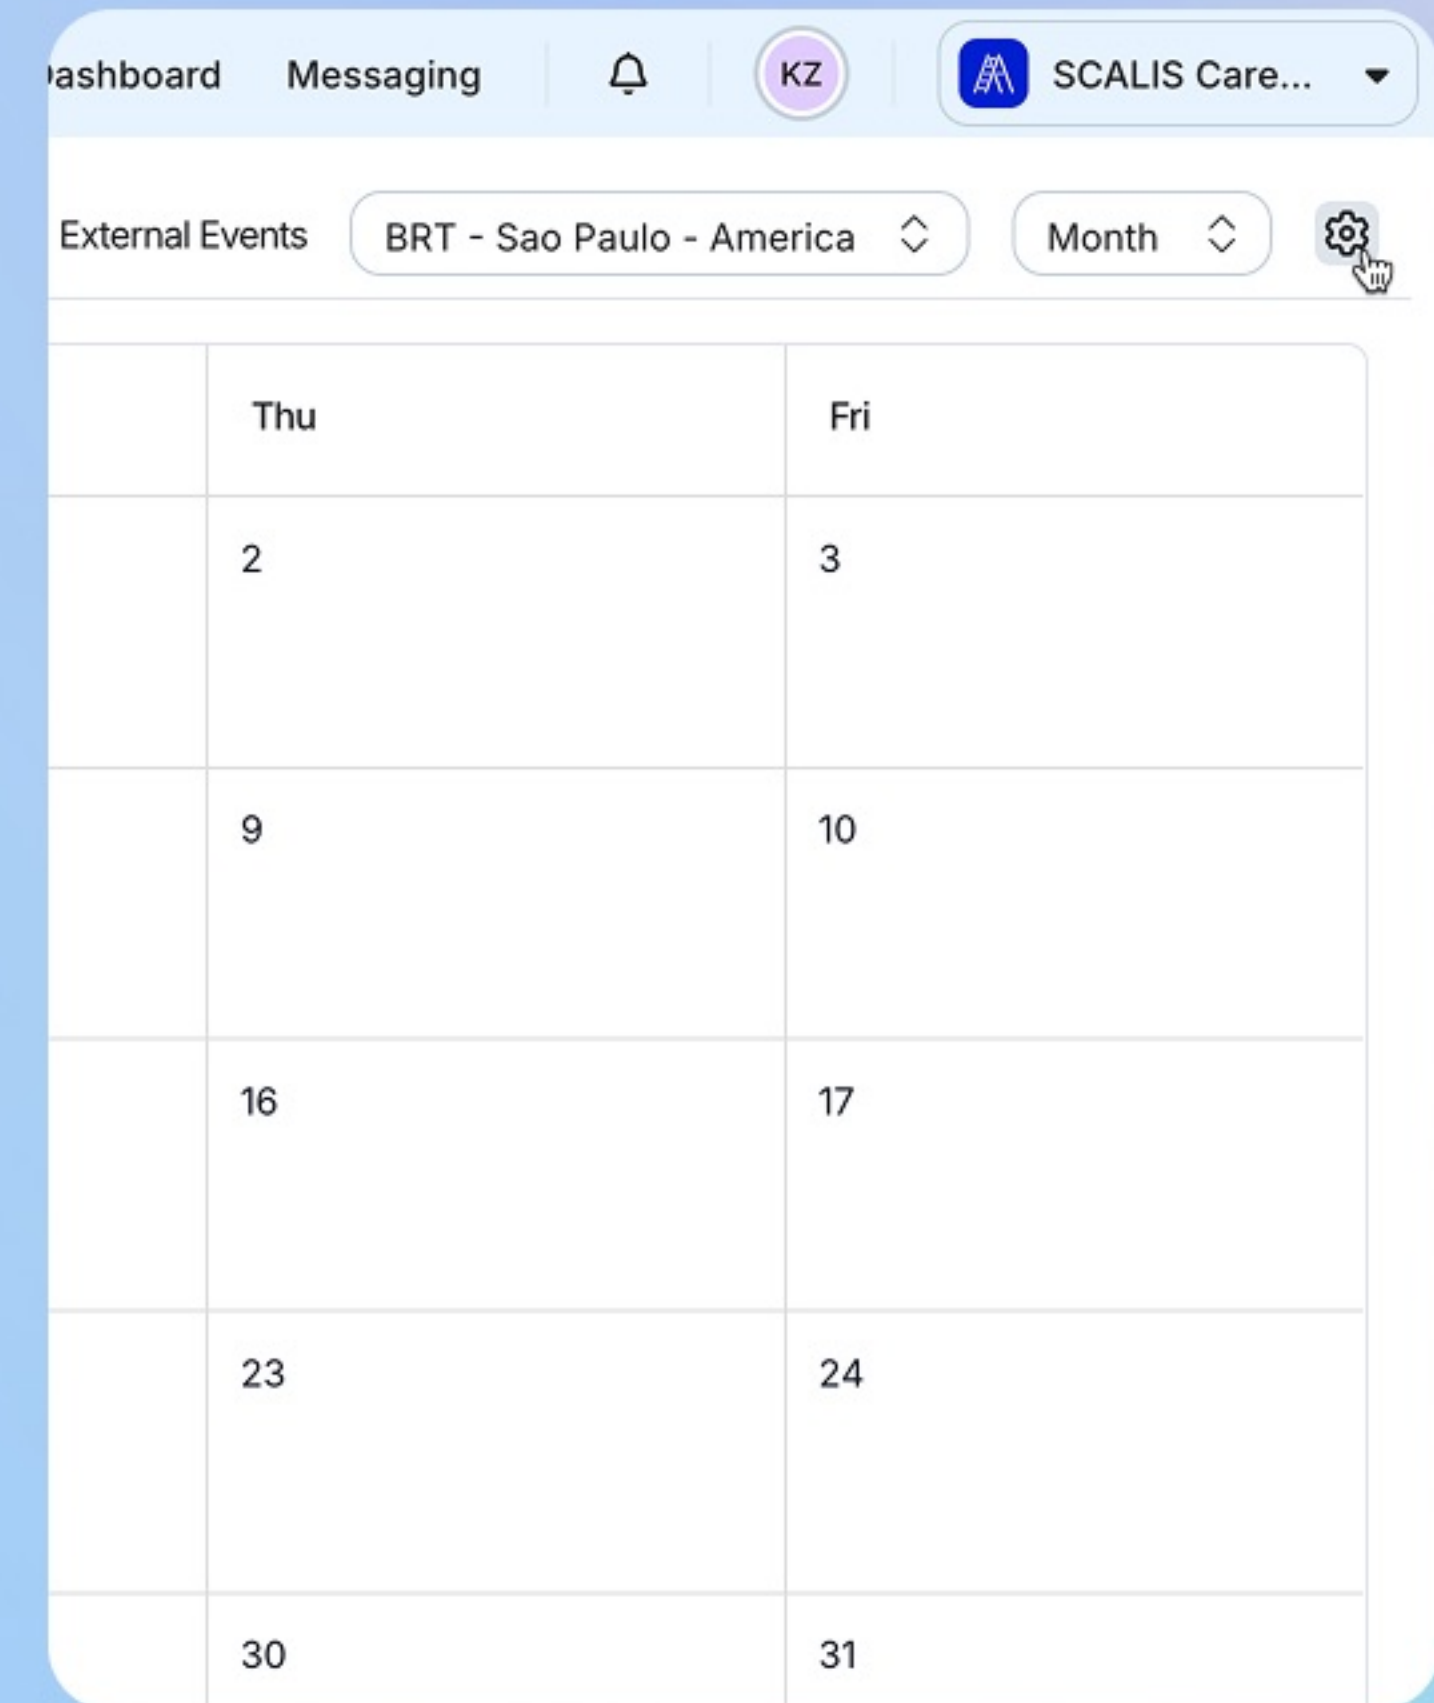 Dashboard Messaging KZ SCALIS Care...
External Events BRT - Sao Paulo - America Month
Thu Fri
2 3
9 10
16 17
23 24
30 31